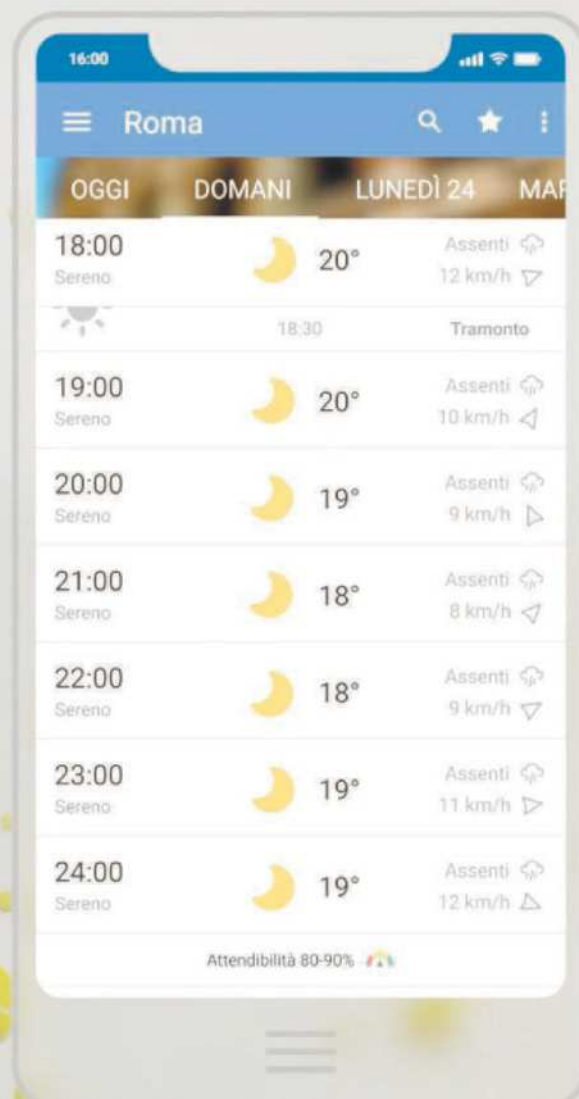 16:00
Roma
OGGI DOMANI LUNEDÌ 24 MAR
18:00 20° Assenti
Sereno 12 km/h
18:30 Tramonto
19:00 20° Assenti
Sereno 10 km/h
20:00 19° Assenti
Sereno 9 km/h
21:00 18° Assenti
Sereno 8 km/h
22:00 18° Assenti
Sereno 9 km/h
23:00 19° Assenti
Sereno 11 km/h
24:00 19° Assenti
Sereno 12 km/h
Attendibilità 80-90%